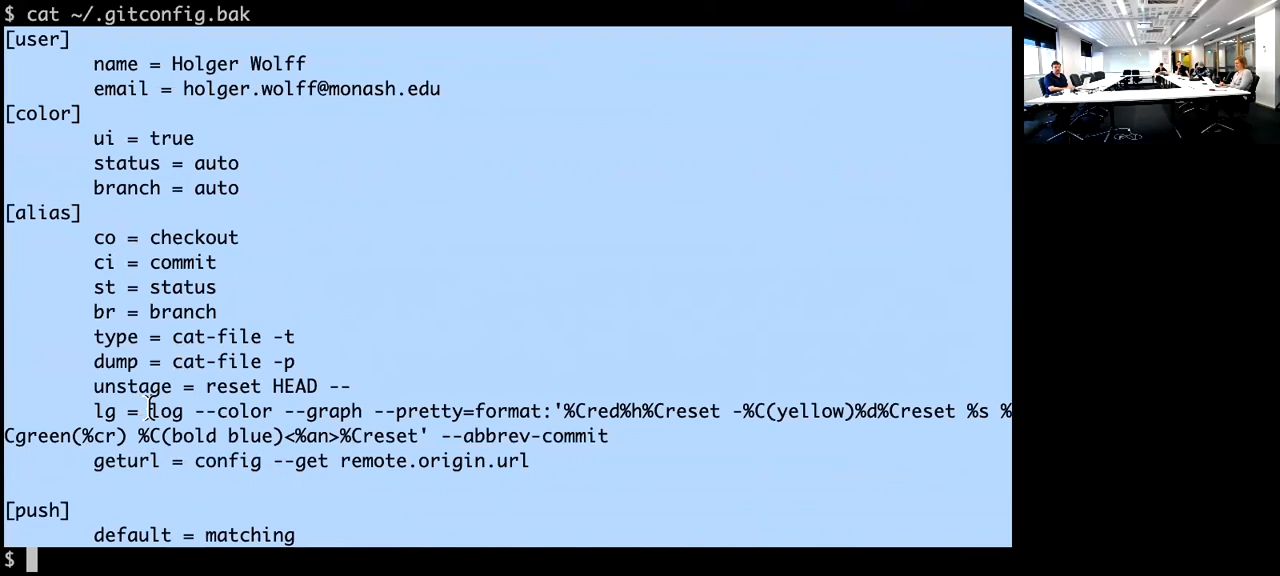 $ cat ~/.gitconfig.bak
[user]
name = Holger Wolff
email = holger.wolff@monash.edu
[color]
ui = true
status = auto
branch = auto
[alias]
co = checkout
ci = commit
st = status
br = branch
type = cat-file -t
dump = cat-file -p
unstage = reset HEAD --
lg = log --color --graph --pretty=format:'%Cred%h%Creset -%C(yellow)%d%Creset %s %
Cgreen(%cr) %C(bold blue)<%an>%Creset' --abbrev-commit
geturl = config --get remote.origin.url
[push]
default = matching
$